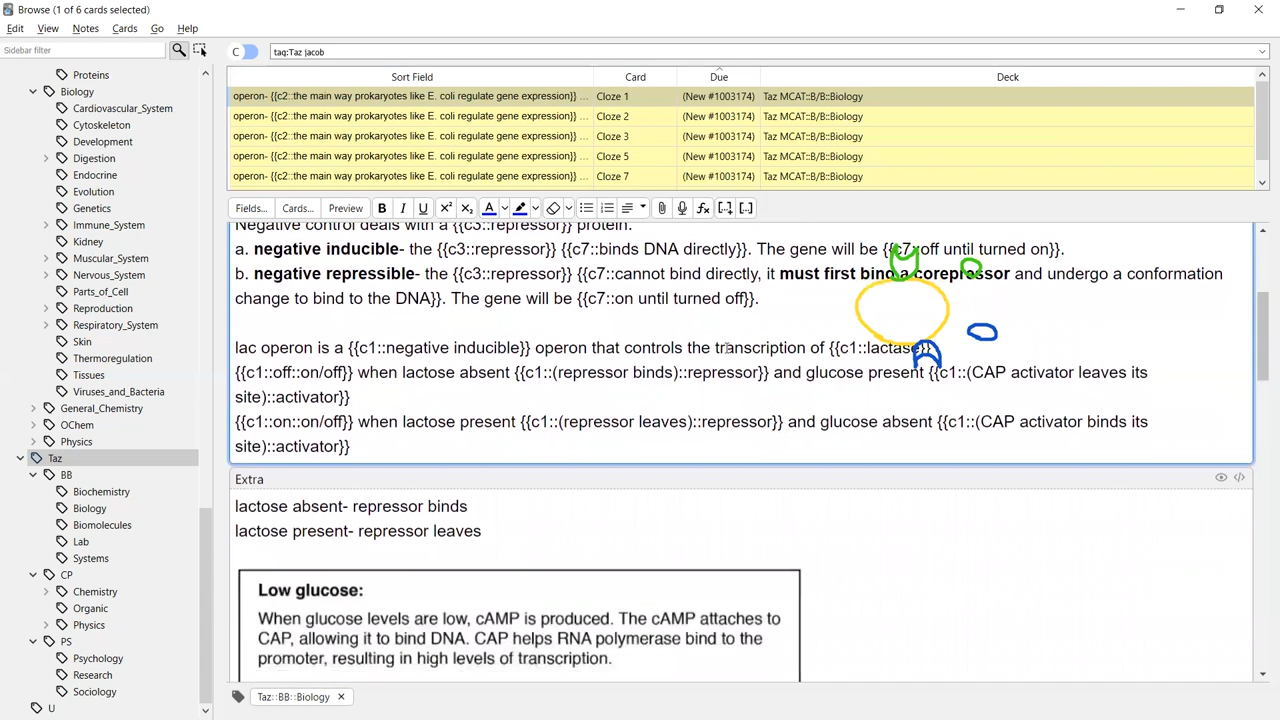 Browse (1 of 6 cards selected)
Edit View Notes Cards Go Help
Sidebar filter
C
tag:Taz jacob
Proteins
Biology
Cardiovascular_System
Cytoskeleton
Development
Digestion
Endocrine
Evolution
Genetics
Immune_System
Kidney
Muscular_System
Nervous_System
Parts_of_Cell
Reproduction
Respiratory_System
Skin
Thermoregulation
Tissues
Viruses_and_Bacteria
General_Chemistry
OChem
Physics
Taz
BB
Biochemistry
Biology
Biomolecules
Lab
Systems
CP
Chemistry
Organic
Physics
PS
Psychology
Research
Sociology
U
Sort Field Card Due Deck
operon- {{c2::the main way prokaryotes like E. coli regulate gene expression}} ... Cloze 1 (New #1003174) Taz MCAT::B/B::Biology
operon- {{c2::the main way prokaryotes like E. coli regulate gene expression}} ... Cloze 2 (New #1003174) Taz MCAT::B/B::Biology
operon- {{c2::the main way prokaryotes like E. coli regulate gene expression}} ... Cloze 3 (New #1003174) Taz MCAT::B/B::Biology
operon- {{c2::the main way prokaryotes like E. coli regulate gene expression}} ... Cloze 5 (New #1003174) Taz MCAT::B/B::Biology
operon- {{c2::the main way prokaryotes like E. coli regulate gene expression}} ... Cloze 7 (New #1003174) Taz MCAT::B/B::Biology
Fields... Cards... Preview B I U X² X₂ A fx [...] [...]
Negative control deals with a {{c3::repressor}} protein.
a. negative inducible- the {{c3::repressor}} {{c7::binds DNA directly}}. The gene will be {{c7::off until turned on}}.
b. negative repressible- the {{c3::repressor}} {{c7::cannot bind directly, it must first bind a corepressor and undergo a conformation
change to bind to the DNA}}. The gene will be {{c7::on until turned off}}.
lac operon is a {{c1::negative inducible}} operon that controls the transcription of {{c1::lactase}}
{{c1::off::on/off}} when lactose absent {{c1::(repressor binds)::repressor}} and glucose present {{c1::(CAP activator leaves its
site)::activator}}
{{c1::on::on/off}} when lactose present {{c1::(repressor leaves)::repressor}} and glucose absent {{c1::(CAP activator binds its
site)::activator}}
Extra
lactose absent- repressor binds
lactose present- repressor leaves
Low glucose:
When glucose levels are low, cAMP is produced. The cAMP attaches to
CAP, allowing it to bind DNA. CAP helps RNA polymerase bind to the
promoter, resulting in high levels of transcription.
Taz::BB::Biology